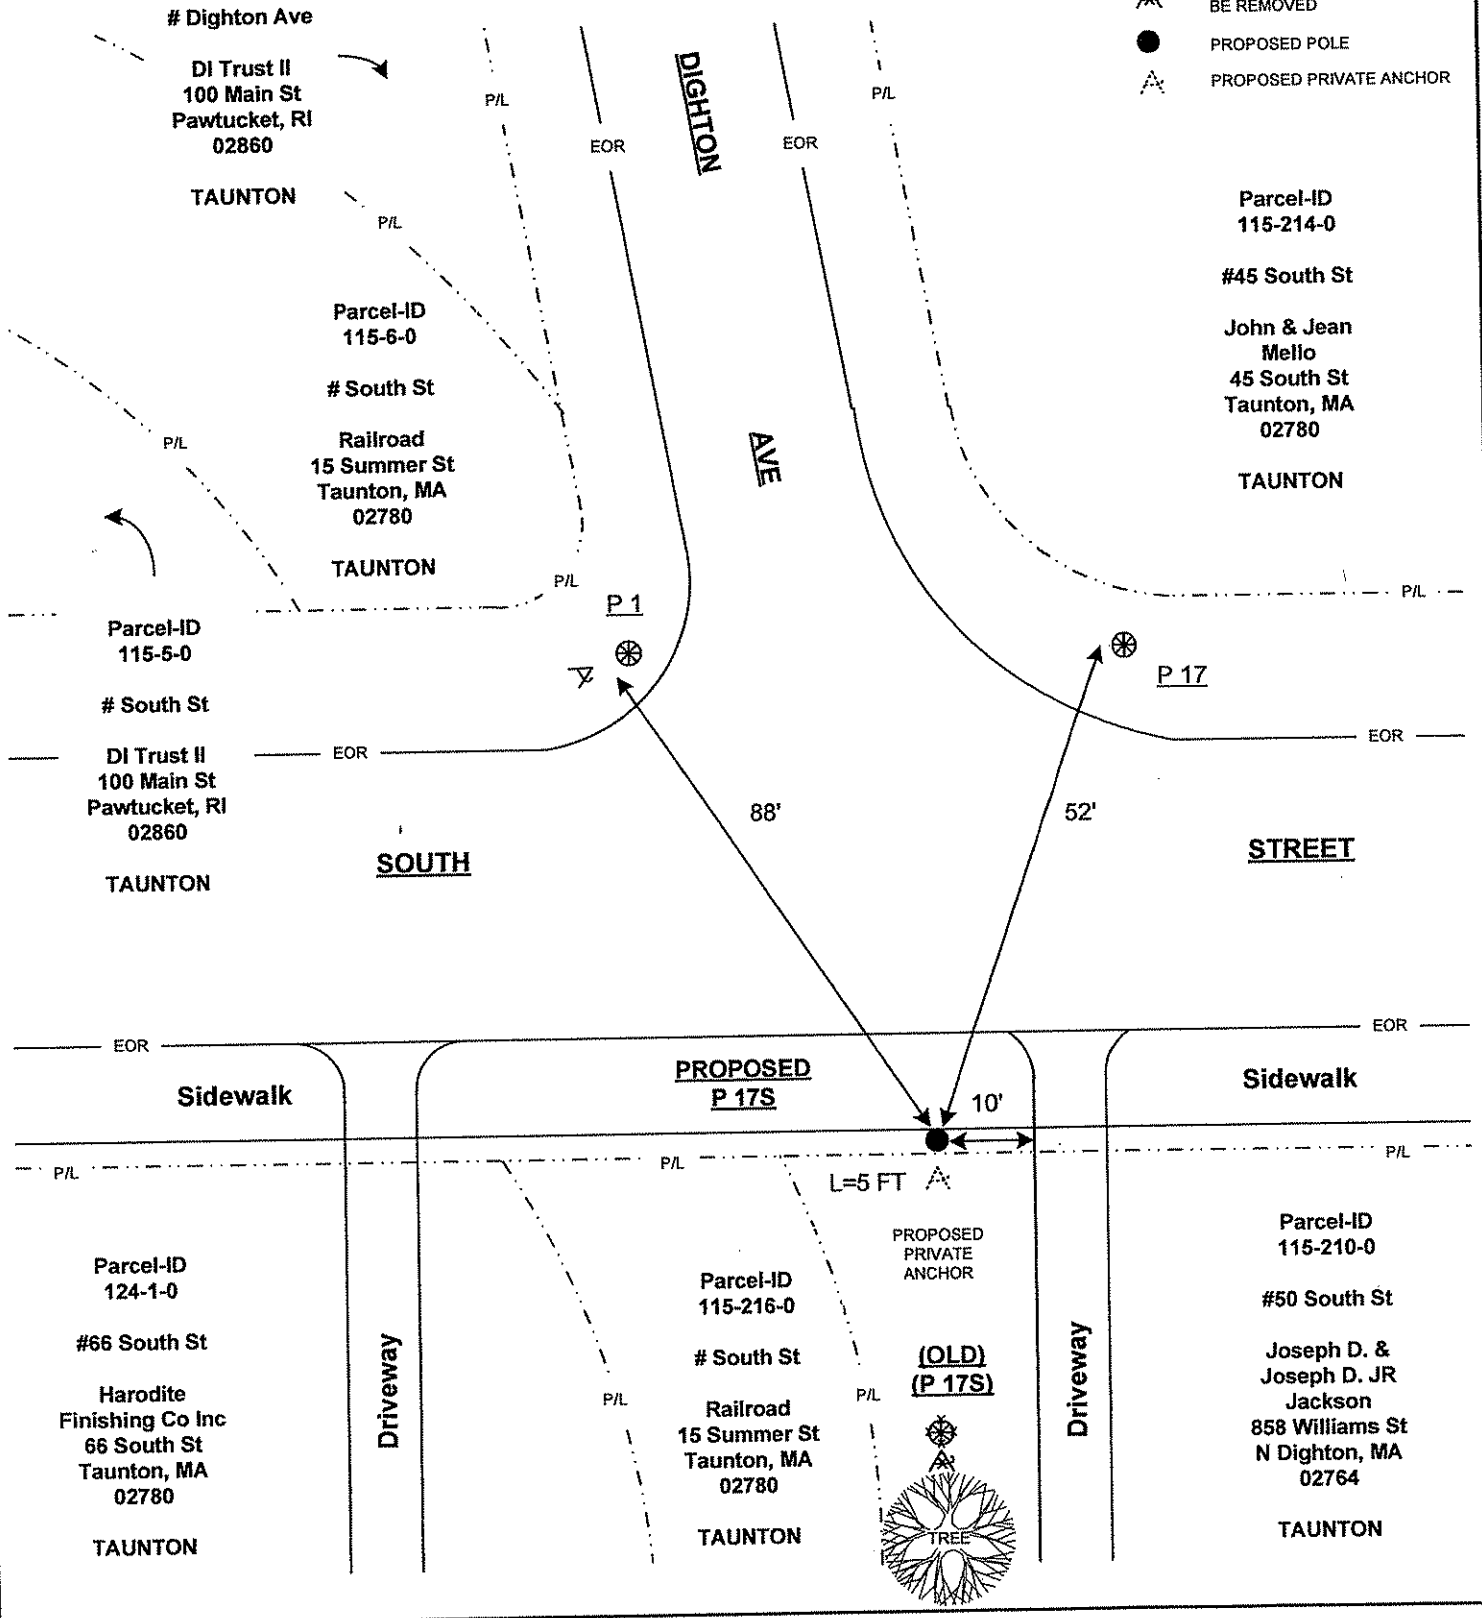 # Dighton Ave
DI Trust II
100 Main St
Pawtucket, RI
02860
TAUNTON
P/L
EOR
DIGHTON
EOR
P/L
BE REMOVED
PROPOSED POLE
PROPOSED PRIVATE ANCHOR
P/L
Parcel-ID
115-6-0
# South St
Railroad
15 Summer St
Taunton, MA
02780
TAUNTON
P/L
AVE
Parcel-ID
115-214-0
#45 South St
John & Jean
Mello
45 South St
Taunton, MA
02780
TAUNTON
P/L
P/L
P 1
P 17
Parcel-ID
115-5-0
# South St
DI Trust II
100 Main St
Pawtucket, RI
02860
TAUNTON
EOR
EOR
88'
52'
SOUTH
STREET
EOR
EOR
Sidewalk
PROPOSED
P 17S
10'
Sidewalk
P/L
P/L
P/L
L=5 FT
PROPOSED
PRIVATE
ANCHOR
Parcel-ID
124-1-0
#66 South St
Harodite
Finishing Co Inc
66 South St
Taunton, MA
02780
TAUNTON
Driveway
P/L
Parcel-ID
115-216-0
# South St
Railroad
15 Summer St
Taunton, MA
02780
TAUNTON
P/L
(OLD)
(P 17S)
TREE
Driveway
Parcel-ID
115-210-0
#50 South St
Joseph D. &
Joseph D. JR
Jackson
858 Williams St
N Dighton, MA
02764
TAUNTON